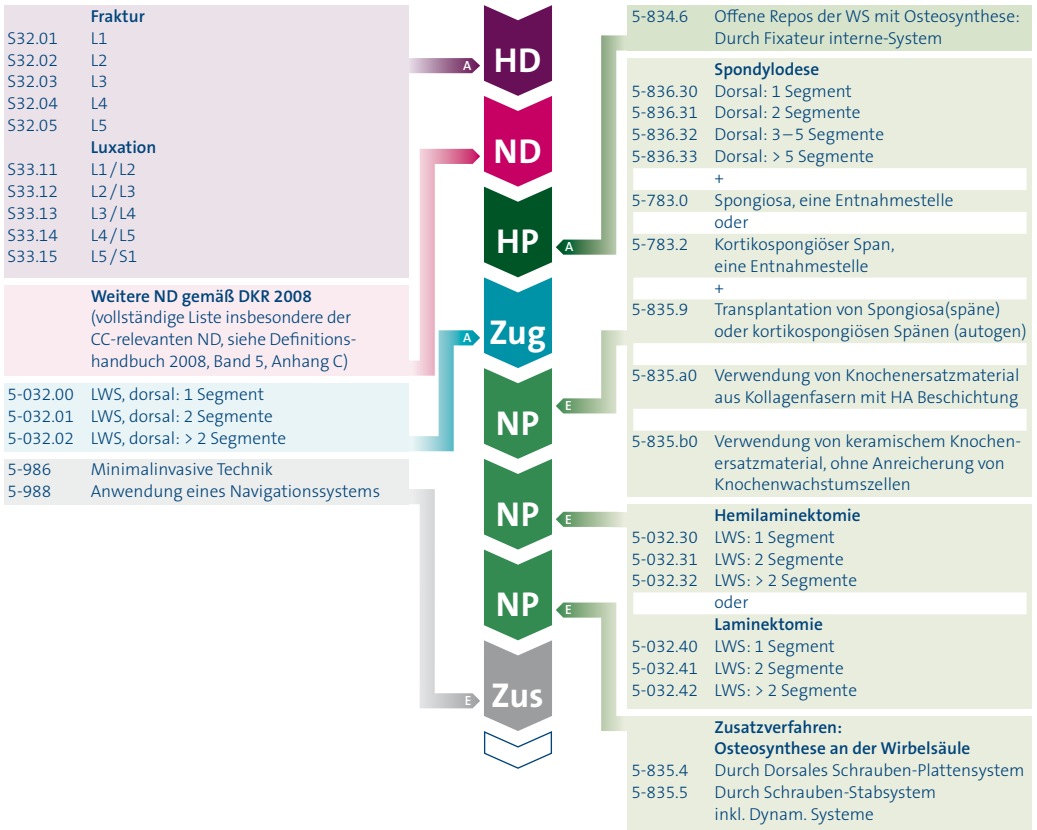 Fraktur
S32.01 L1
S32.02 L2
S32.03 L3
S32.04 L4
S32.05 L5
Luxation
S33.11 L1/L2
S33.12 L2/L3
S33.13 L3/L4
S33.14 L4/L5
S33.15 L5/S1
Weitere ND gemäß DKR 2008
(vollständige Liste insbesondere der
CC-relevanten ND, siehe Definitions-
handbuch 2008, Band 5, Anhang C)
5-032.00 LWS, dorsal: 1 Segment
5-032.01 LWS, dorsal: 2 Segmente
5-032.02 LWS, dorsal: > 2 Segmente
5-986 Minimalinvasive Technik
5-988 Anwendung eines Navigationssystems
A
A
E
HD
ND
HP
Zug
NP
NP
NP
Zus
A
E
E
E
5-834.6 Offene Repos der WS mit Osteosynthese:
Durch Fixateur interne-System
Spondylodese
5-836.30 Dorsal: 1 Segment
5-836.31 Dorsal: 2 Segmente
5-836.32 Dorsal: 3–5 Segmente
5-836.33 Dorsal: > 5 Segmente
+
5-783.0 Spongiosa, eine Entnahmestelle
oder
5-783.2 Kortikospongiöser Span,
eine Entnahmestelle
+
5-835.9 Transplantation von Spongiosa(späne)
oder kortikospongiösen Spänen (autogen)
5-835.a0 Verwendung von Knochenersatzmaterial
aus Kollagenfasern mit HA Beschichtung
5-835.b0 Verwendung von keramischem Knochen-
ersatzmaterial, ohne Anreicherung von
Knochenwachstumszellen
Hemilaminektomie
5-032.30 LWS: 1 Segment
5-032.31 LWS: 2 Segmente
5-032.32 LWS: > 2 Segmente
oder
Laminektomie
5-032.40 LWS: 1 Segment
5-032.41 LWS: 2 Segmente
5-032.42 LWS: > 2 Segmente
Zusatzverfahren:
Osteosynthese an der Wirbelsäule
5-835.4 Durch Dorsales Schrauben-Plattensystem
5-835.5 Durch Schrauben-Stabsystem
inkl. Dynam. Systeme